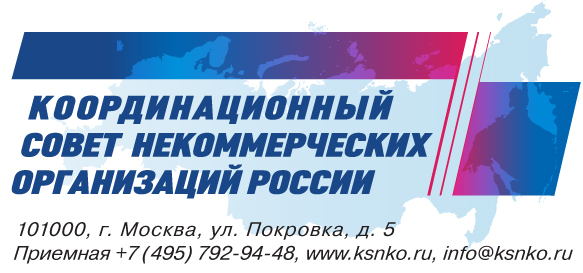 КООРДИНАЦИОННЫЙ
СОВЕТ НЕКОММЕРЧЕСКИХ
ОРГАНИЗАЦИЙ РОССИИ
101000, г. Москва, ул. Покровка, д. 5
Приемная +7 (495) 792-94-48, www.ksnko.ru, info@ksnko.ru